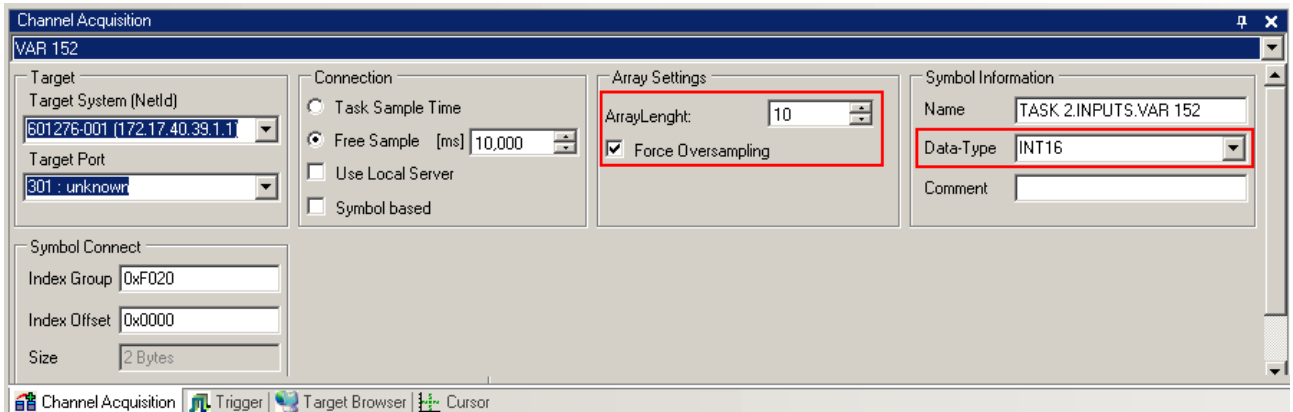 Channel Acquisition
VAR 152
Target
Target System (NetId)
601276-001 (172.17.40.39.1.1)
Target Port
301 : unknown
Connection
Task Sample Time
Free Sample [ms] 10,000
Use Local Server
Symbol based
Array Settings
ArrayLenght: 10
Force Oversampling
Symbol Information
Name TASK 2.INPUTS.VAR 152
Data-Type INT16
Comment
Symbol Connect
Index Group 0xF020
Index Offset 0x0000
Size 2 Bytes
Channel Acquisition Trigger Target Browser Cursor